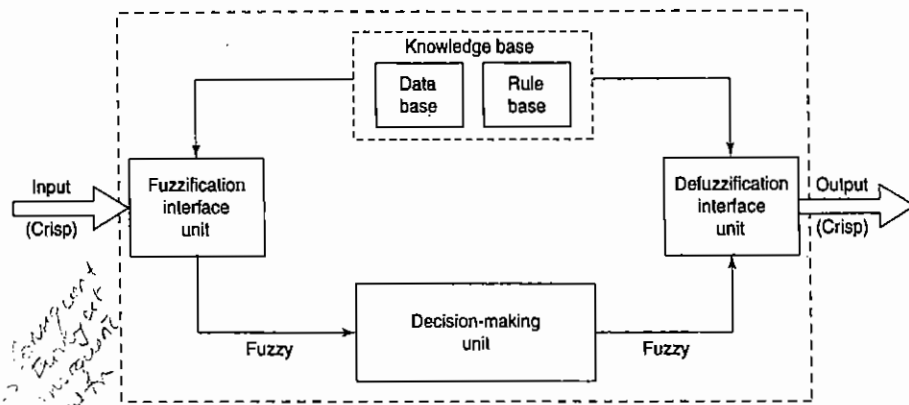 Knowledge base
Data
base
Rule
base
Input
(Crisp)
Fuzzification
interface
unit
Defuzzification
interface
unit
Output
(Crisp)
Decision-making
unit
Fuzzy
Fuzzy